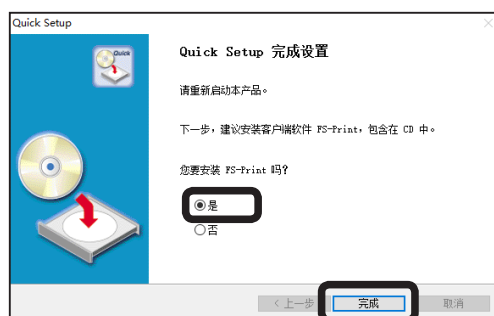 Quick Setup
Quick
Quick Setup 完成设置
请重新启动本产品。
下一步，建议安装客户端软件 FS-Print，包含在 CD 中。
您要安装 FS-Print 吗？
是
否
< 上一步
完成
取消